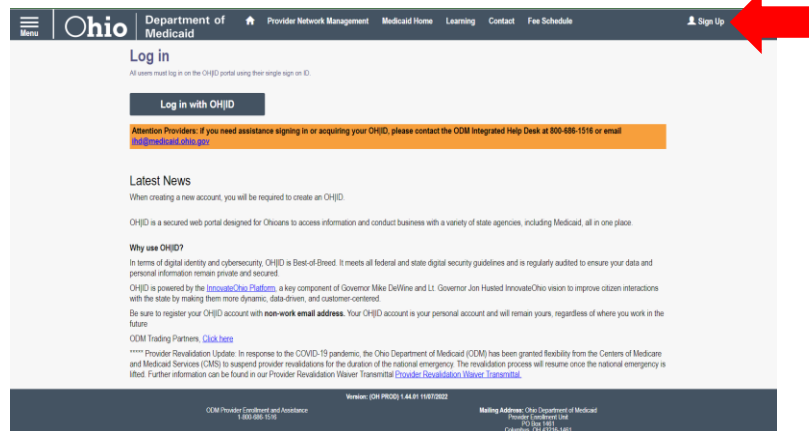 Menu
Ohio
Department of
Medicaid
Provider Network Management Medicaid Home Learning Contact Fee Schedule
Sign Up
Log in
All users must log in on the OH|ID portal using their single sign on ID.
Log in with OH|ID
Attention Providers: if you need assistance signing in or acquiring your OH|ID, please contact the ODM Integrated Help Desk at 800-686-1516 or email
ihd@medicaid.ohio.gov
Latest News
When creating a new account, you will be required to create an OH|ID.
OH|ID is a secured web portal designed for Ohioans to access information and conduct business with a variety of state agencies, including Medicaid, all in one place.
Why use OH|ID?
In terms of digital identity and cybersecurity, OH|ID is Best-of-Breed. It meets all federal and state digital security guidelines and is regularly audited to ensure your data and
personal information remain private and secured.
OH|ID is powered by the InnovateOhio Platform, a key component of Governor Mike DeWine and Lt. Governor Jon Husted InnovateOhio vision to improve citizen interactions
with the state by making them more dynamic, data-driven, and customer-centered.
Be sure to register your OH|ID account with non-work email address. Your OH|ID account is your personal account and will remain yours, regardless of where you work in the
future
ODM Trading Partners, Click here
***** Provider Revalidation Update: In response to the COVID-19 pandemic, the Ohio Department of Medicaid (ODM) has been granted flexibility from the Centers of Medicare
and Medicaid Services (CMS) to suspend provider revalidations for the duration of the national emergency. The revalidation process will resume once the national emergency is
lifted. Further information can be found in our Provider Revalidation Waiver Transmittal Provider Revalidation Waiver Transmittal.
Version: (OH PROD) 1.44.01 11/07/2022
ODM Provider Enrollment and Assistance
1-800-686-1516
Mailing Address: Ohio Department of Medicaid
Provider Enrollment Unit
PO Box 1461
Columbus, OH 43216-1461